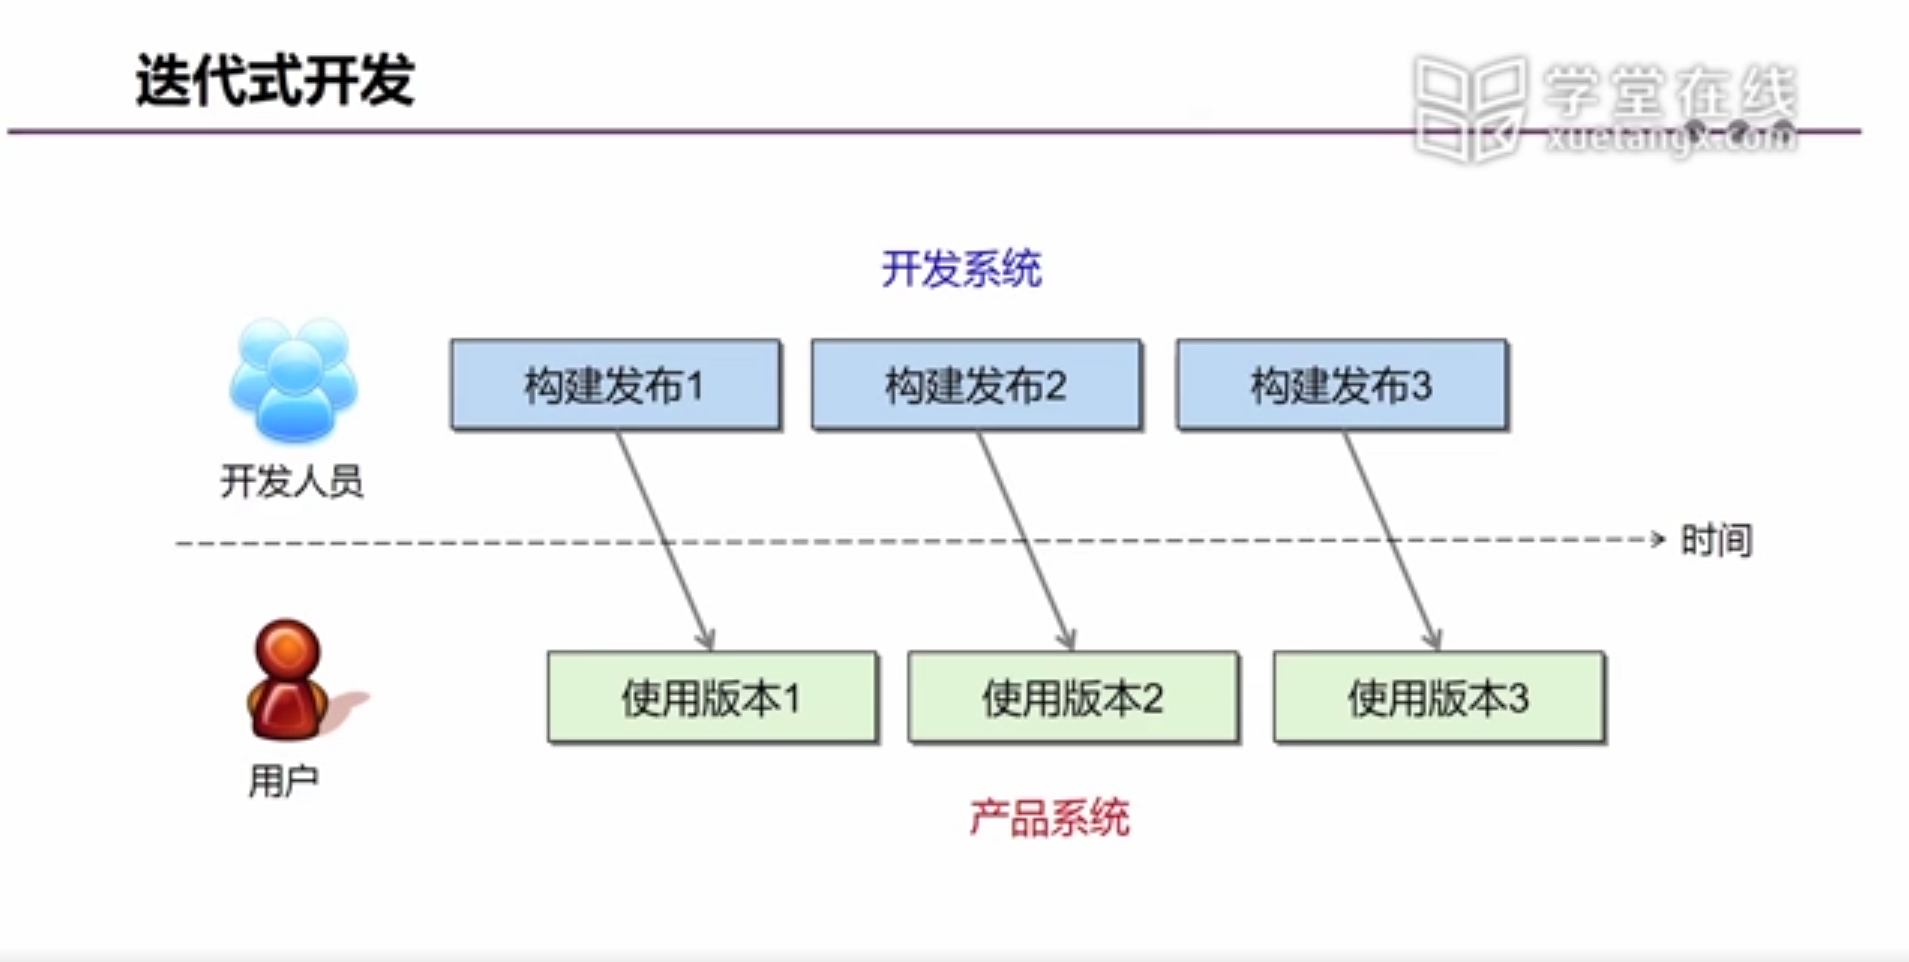 迭代式开发
学堂在线
xuetangx.com
开发系统
构建发布1
构建发布2
构建发布3
开发人员
时间
使用版本1
使用版本2
使用版本3
用户
产品系统